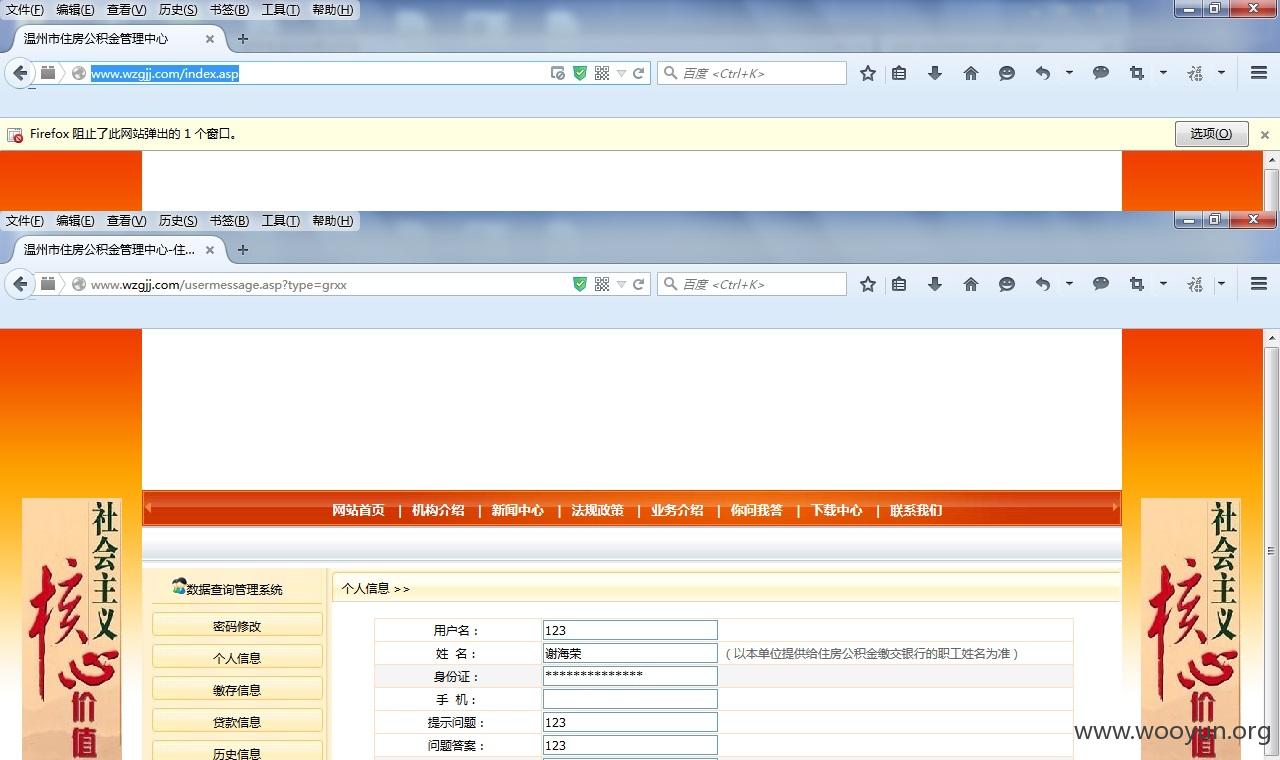 文件(F) 编辑(E) 查看(V) 历史(S) 书签(B) 工具(T) 帮助(H)
温州市住房公积金管理中心
www.wzgjj.com/index.asp 百度 <Ctrl+K>
Firefox 阻止了此网站弹出的 1 个窗口。 选项(O)
文件(F) 编辑(E) 查看(V) 历史(S) 书签(B) 工具(T) 帮助(H)
温州市住房公积金管理中心-住...
www.wzgjj.com/usermessage.asp?type=grxx 百度 <Ctrl+K>
网站首页 | 机构介绍 | 新闻中心 | 法规政策 | 业务介绍 | 你问我答 | 下载中心 | 联系我们
社会主义
核心价值
数据查询管理系统
密码修改
个人信息
缴存信息
贷款信息
历史信息
个人信息 >>
用户名： 123
姓 名： 谢海荣 （以本单位提供给住房公积金缴交银行的职工姓名为准）
身份证： **************
手 机：
提示问题： 123
问题答案： 123
社会主义
核心价值
www.wooyun.org